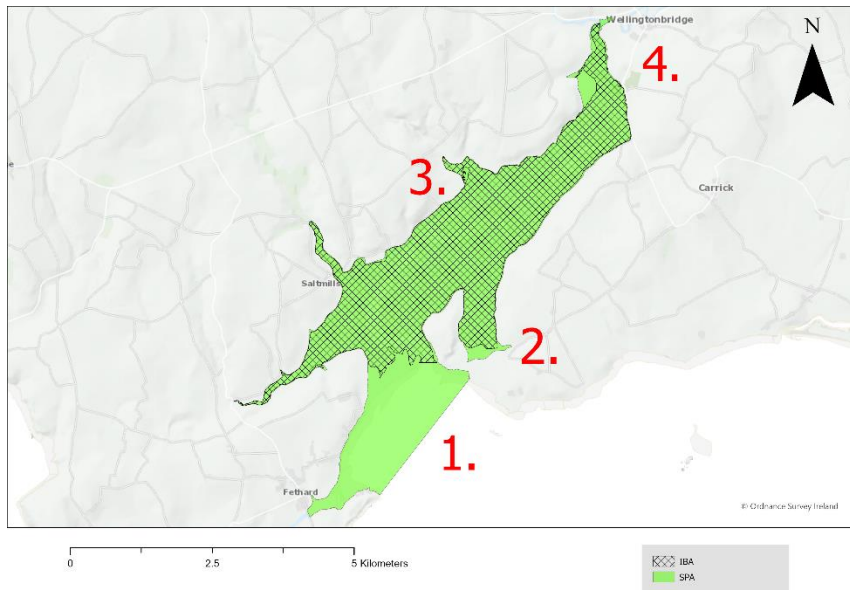 Wellingtonbridge
N
4.
3.
Carrick
Saltmills
2.
1.
Fethard
© Ordnance Survey Ireland
0 2.5 5 Kilometers
IBA
SPA